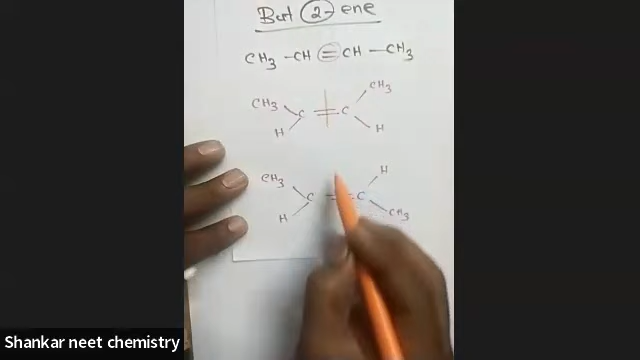 But 2- ene
CH3 - CH = CH - CH3
CH3 CH3
C = C
H H
CH3 H
C = C
H CH3
Shankar neet chemistry